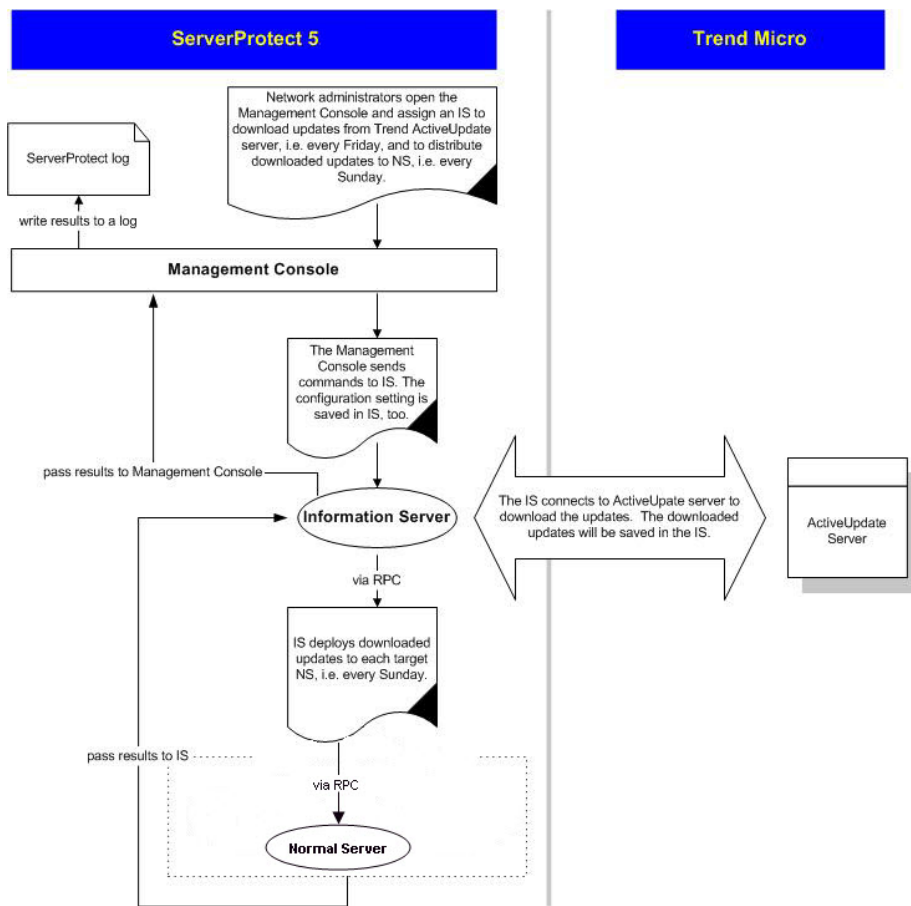 ServerProtect 5
Trend Micro
Network administrators open the
Management Console and assign an IS to
download updates from Trend ActiveUpdate
server, i.e. every Friday, and to distribute
downloaded updates to NS, i.e. every
Sunday.
ServerProtect log
write results to a log
Management Console
The Management
Console sends
commands to IS. The
configuration setting is
saved in IS, too.
pass results to Management Console
Information Server
The IS connects to ActiveUpate server to
download the updates. The downloaded
updates will be saved in the IS.
ActiveUpdate
Server
via RPC
IS deploys downloaded
updates to each target
NS, i.e. every Sunday.
pass results to IS
via RPC
Normal Server